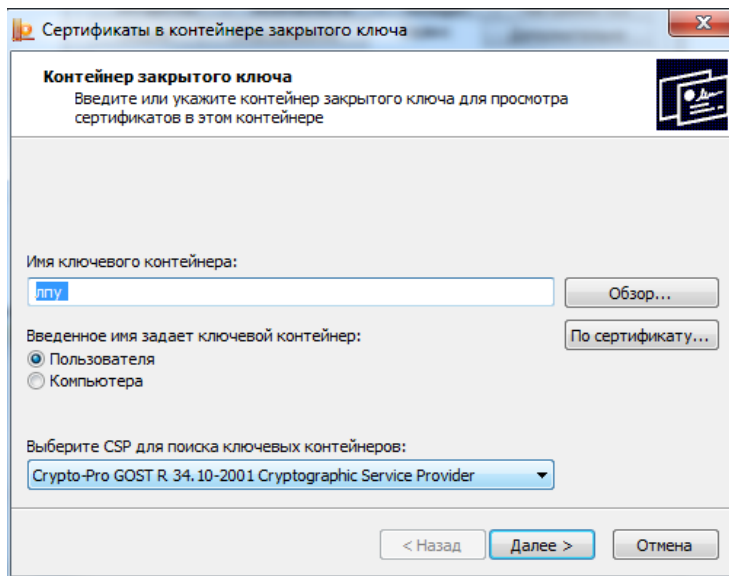 Сертификаты в контейнере закрытого ключа
Контейнер закрытого ключа
Введите или укажите контейнер закрытого ключа для просмотра
сертификатов в этом контейнере
Имя ключевого контейнера:
лпу
Обзор...
Введенное имя задает ключевой контейнер:
По сертификату...
Пользователя
Компьютера
Выберите CSP для поиска ключевых контейнеров:
Crypto-Pro GOST R 34.10-2001 Cryptographic Service Provider
< Назад
Далее >
Отмена